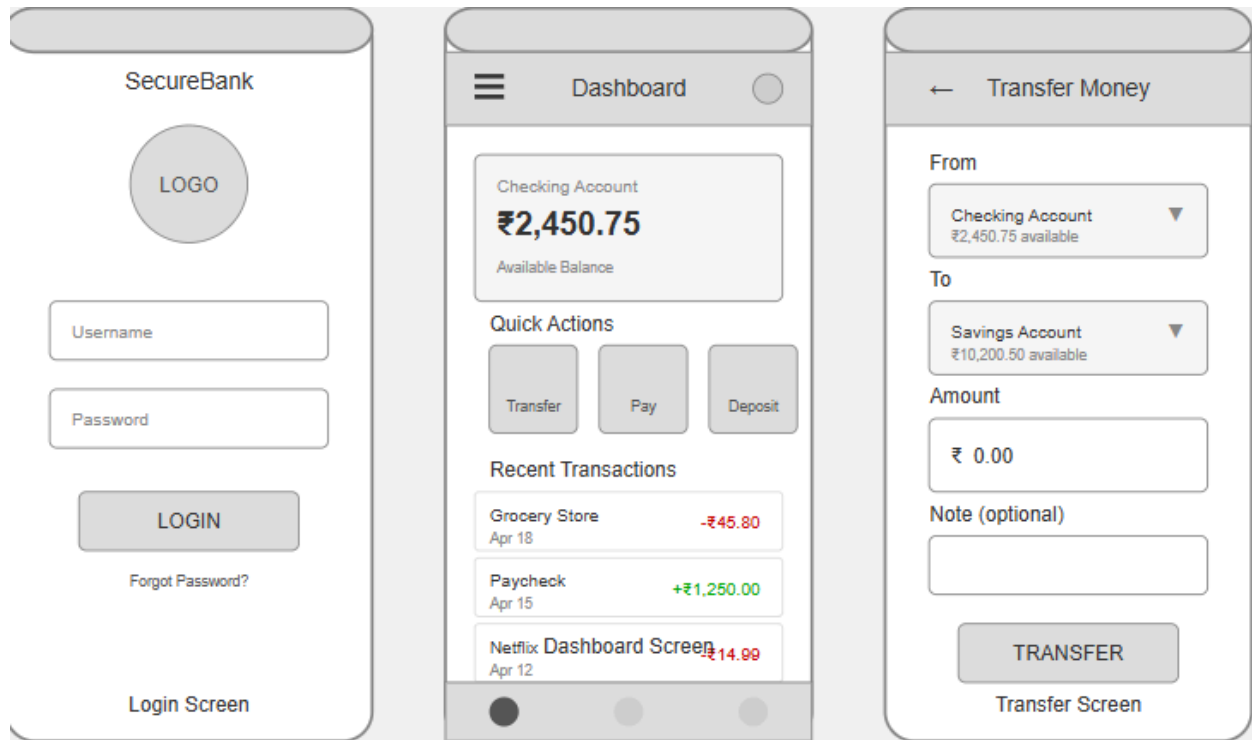 SecureBank
LOGO
Username
Password
LOGIN
Forgot Password?
Login Screen
Dashboard
Checking Account
₹2,450.75
Available Balance
Quick Actions
Transfer Pay Deposit
Recent Transactions
Grocery Store -₹45.80
Apr 18
Paycheck +₹1,250.00
Apr 15
Netflix Dashboard Screen -₹14.99
Apr 12
← Transfer Money
From
Checking Account ▼
₹2,450.75 available
To
Savings Account ▼
₹10,200.50 available
Amount
₹ 0.00
Note (optional)
TRANSFER
Transfer Screen